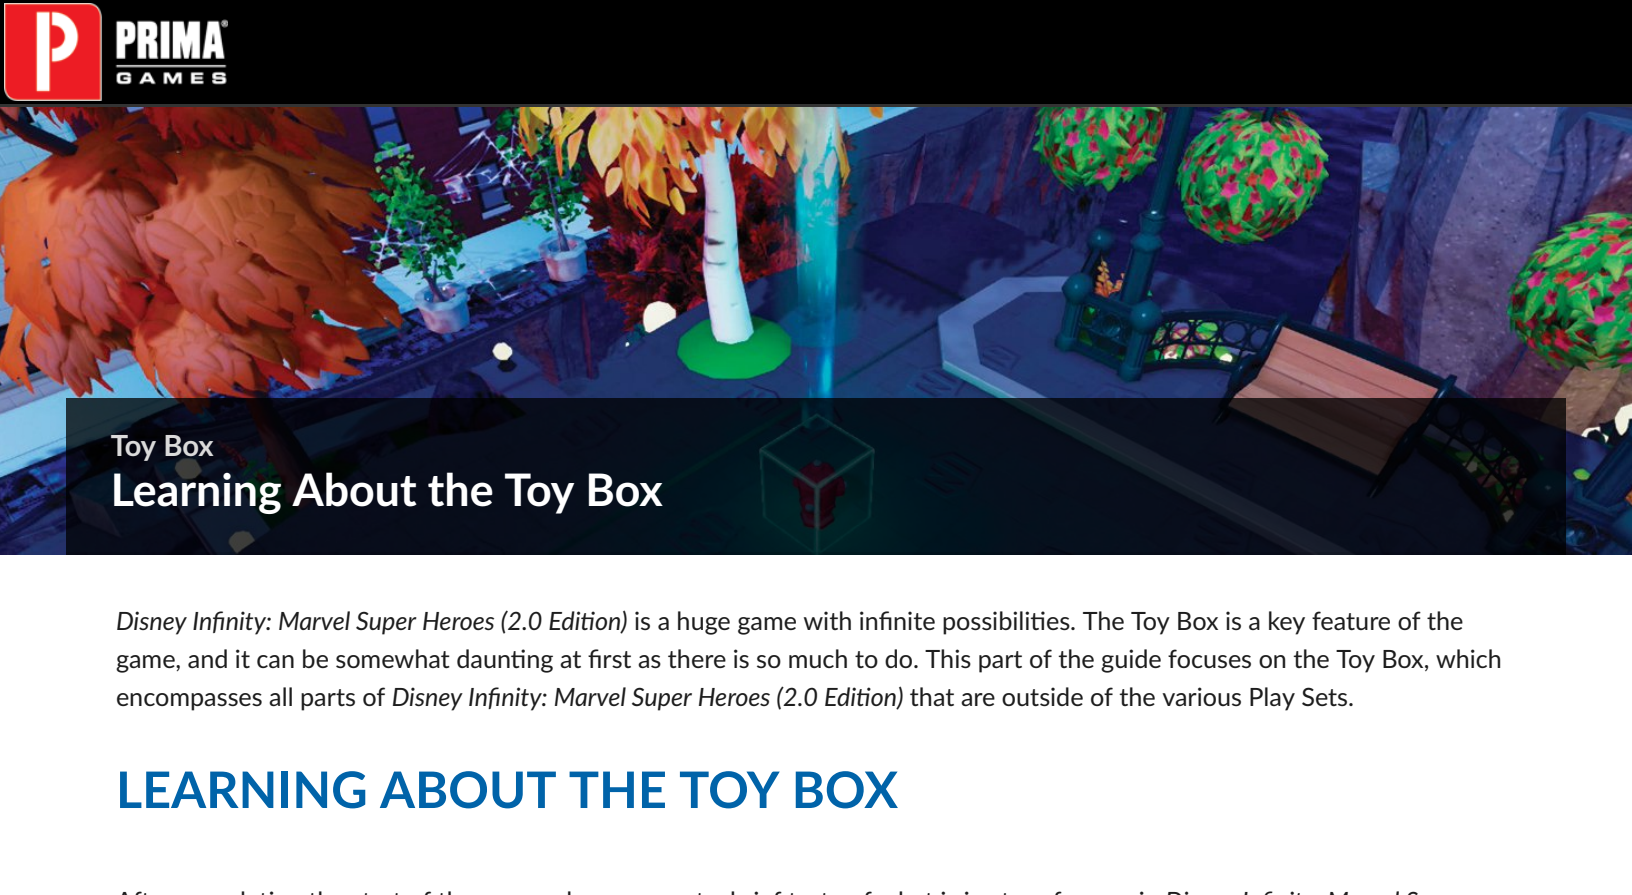 PRIMA
GAMES
Toy Box
Learning About the Toy Box
Disney Infinity: Marvel Super Heroes (2.0 Edition) is a huge game with infinite possibilities. The Toy Box is a key feature of the
game, and it can be somewhat daunting at first as there is so much to do. This part of the guide focuses on the Toy Box, which
encompasses all parts of Disney Infinity: Marvel Super Heroes (2.0 Edition) that are outside of the various Play Sets.
LEARNING ABOUT THE TOY BOX